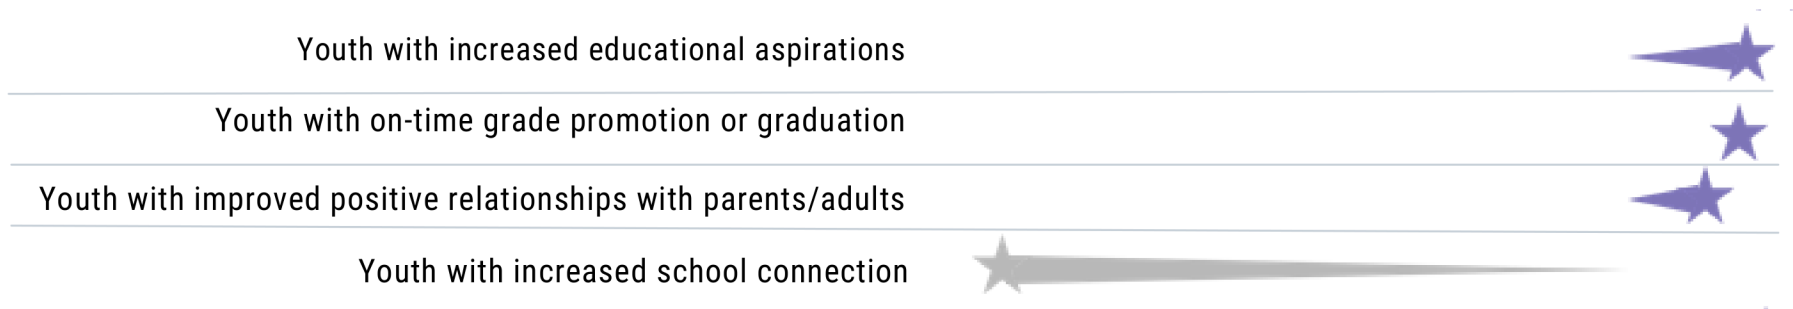 Youth with increased educational aspirations
Youth with on-time grade promotion or graduation
Youth with improved positive relationships with parents/adults
Youth with increased school connection